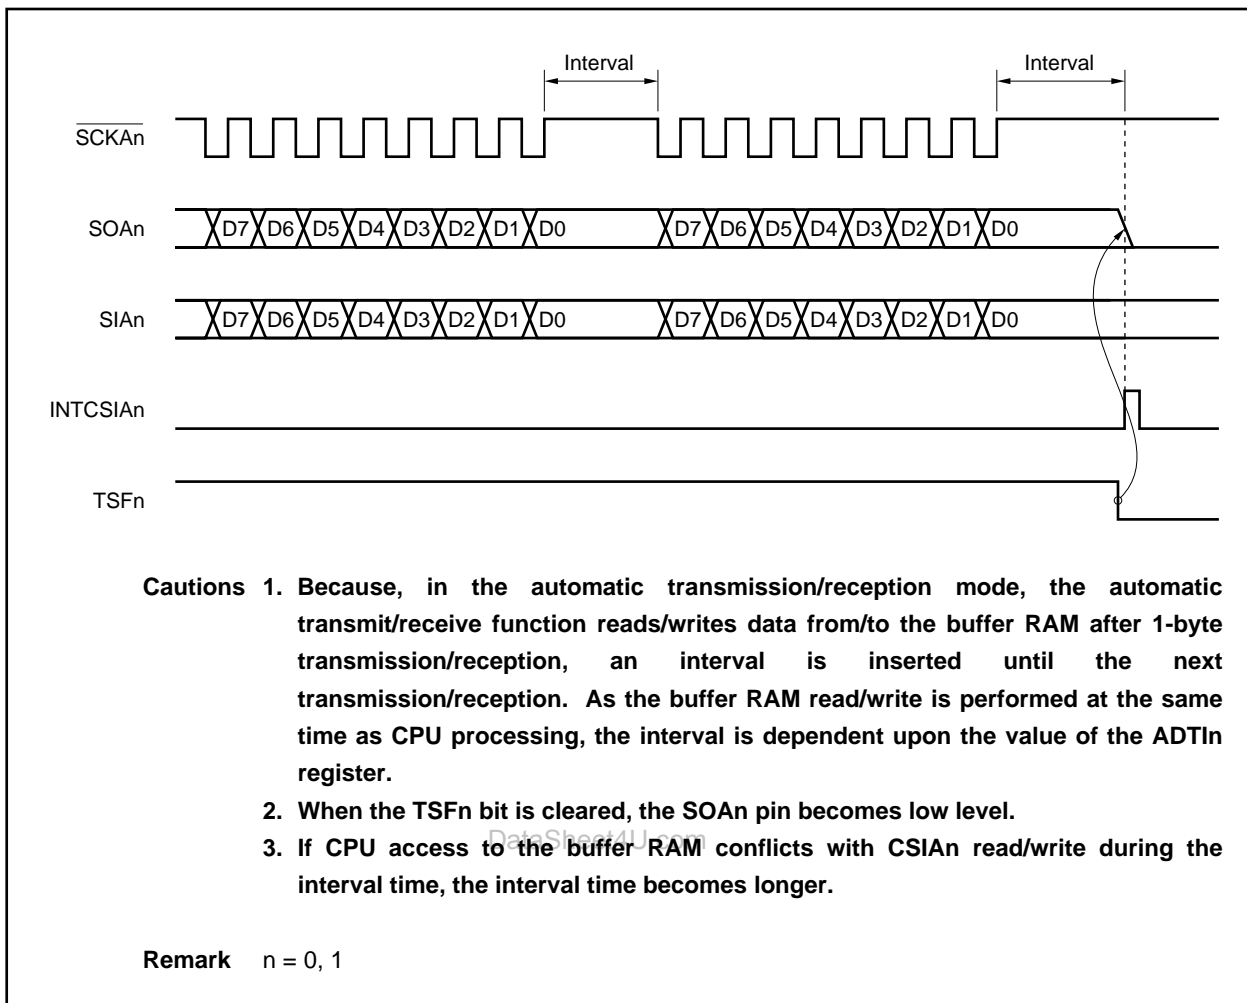 Interval Interval
SCKAn
SOAn D7 D6 D5 D4 D3 D2 D1 D0 D7 D6 D5 D4 D3 D2 D1 D0
SIAn D7 D6 D5 D4 D3 D2 D1 D0 D7 D6 D5 D4 D3 D2 D1 D0
INTCSIAn
TSFn
Cautions 1. Because, in the automatic transmission/reception mode, the automatic
transmit/receive function reads/writes data from/to the buffer RAM after 1-byte
transmission/reception, an interval is inserted until the next
transmission/reception. As the buffer RAM read/write is performed at the same
time as CPU processing, the interval is dependent upon the value of the ADTIn
register.
2. When the TSFn bit is cleared, the SOAn pin becomes low level.
DataSheet4U.com
3. If CPU access to the buffer RAM conflicts with CSIAn read/write during the
interval time, the interval time becomes longer.
Remark n = 0, 1